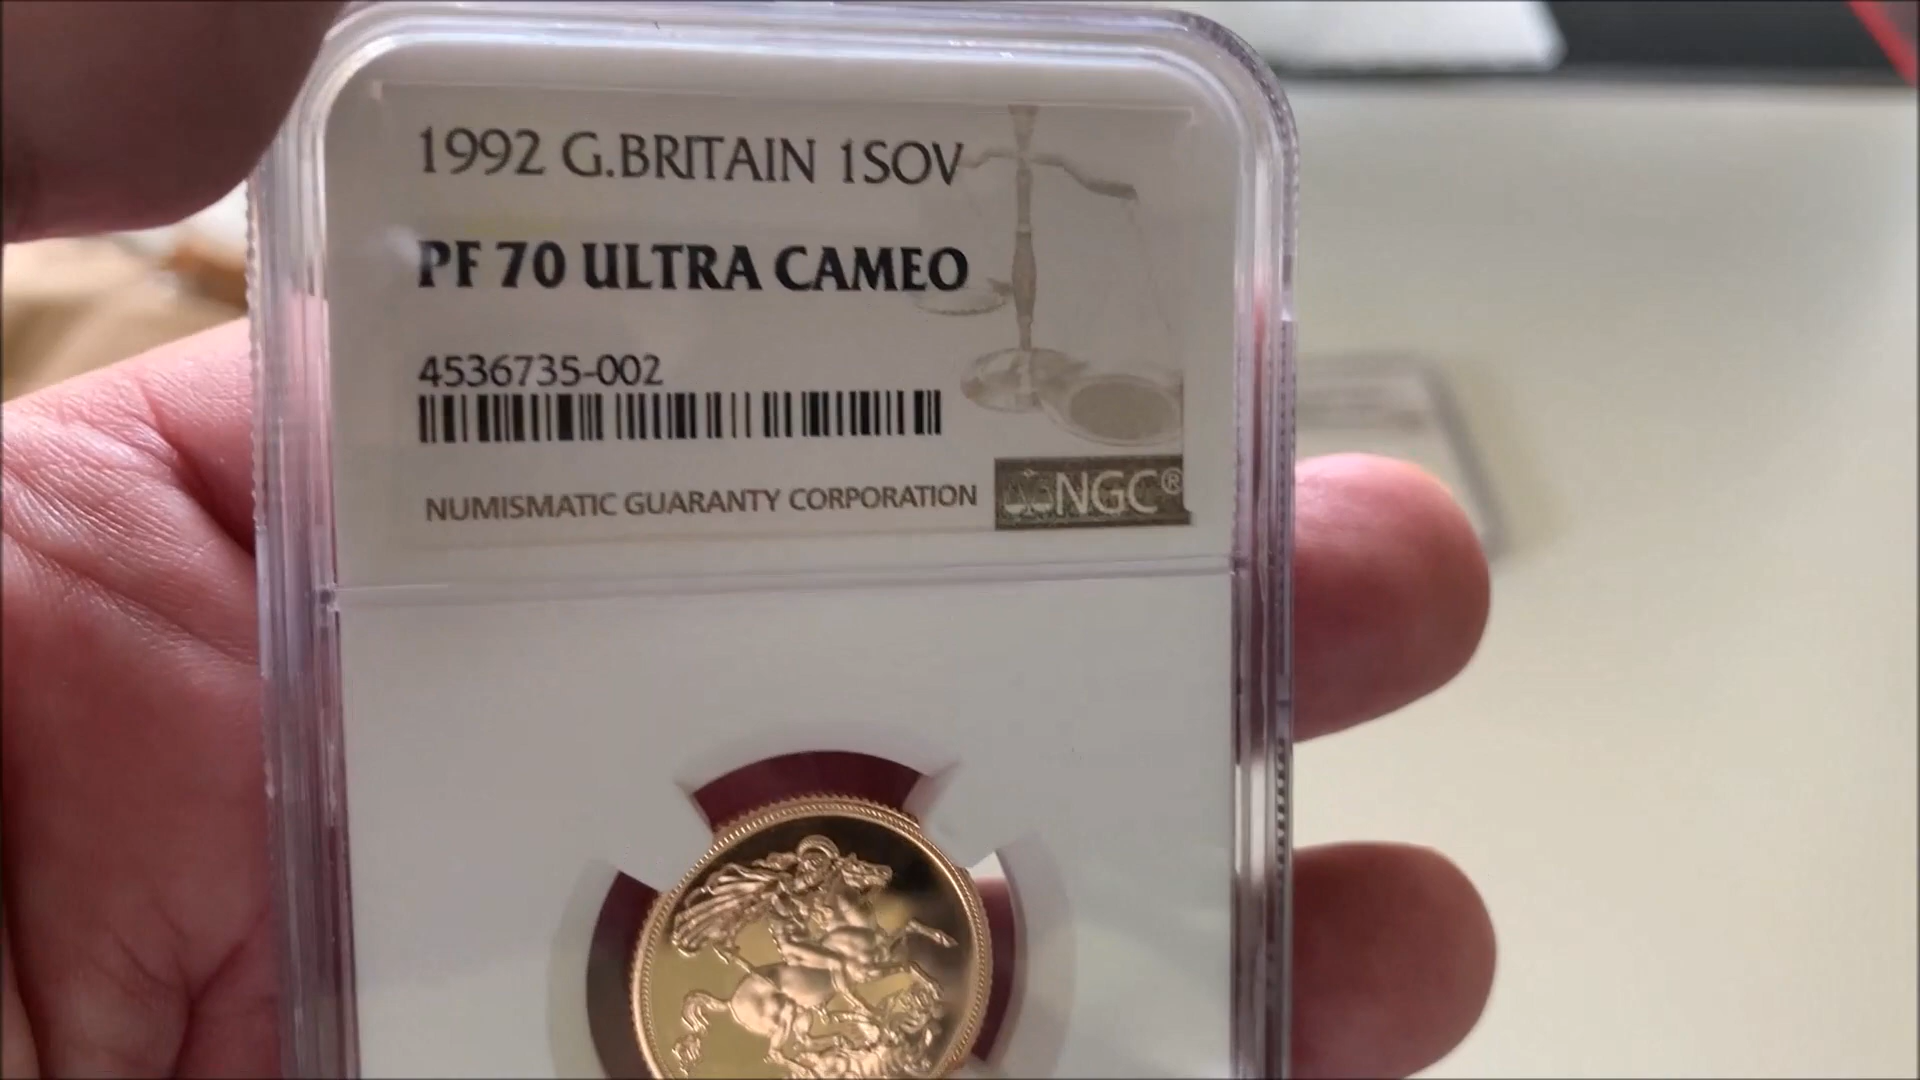 1992 G.BRITAIN 1SOV
PF 70 ULTRA CAMEO
4536735-002
NUMISMATIC GUARANTY CORPORATION NGC®